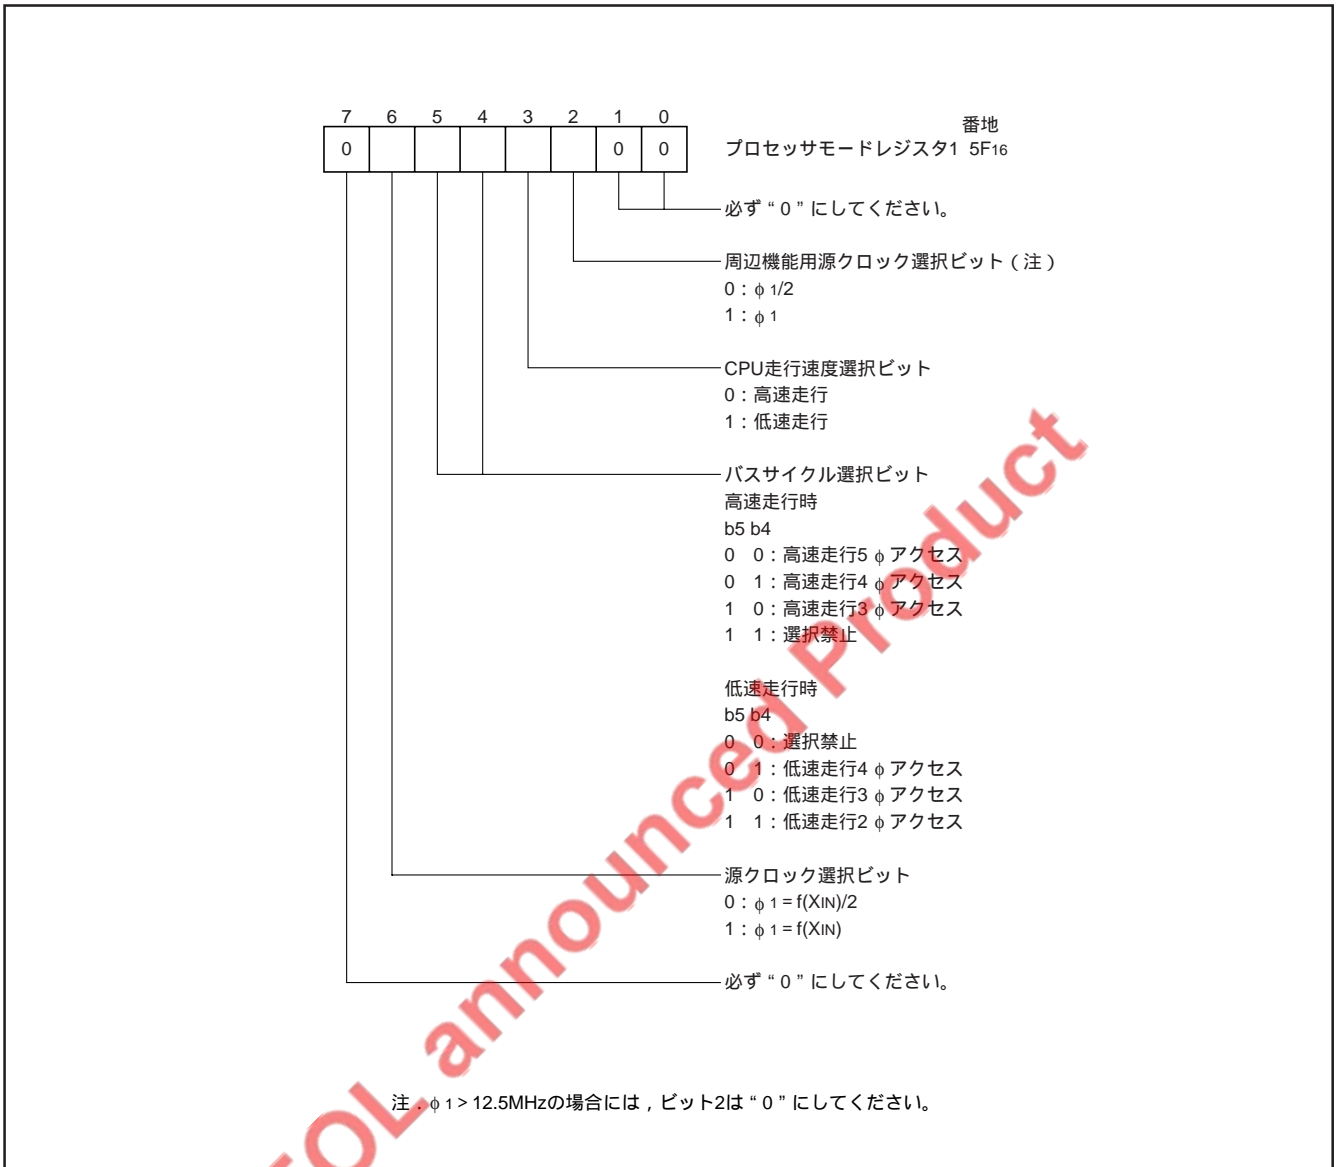 7 6 5 4 3 2 1 0
番地
0 0 0
プロセッサモードレジスタ1 5F16
必ず“0”にしてください。
周辺機能用源クロック選択ビット(注)
0:φ1/2
1:φ1
CPU走行速度選択ビット
0:高速走行
1:低速走行
バスサイクル選択ビット
高速走行時
b5 b4
0 0:高速走行5φアクセス
0 1:高速走行4φアクセス
1 0:高速走行3φアクセス
1 1:選択禁止
低速走行時
b5 b4
0 0:選択禁止
0 1:低速走行4φアクセス
1 0:低速走行3φアクセス
1 1:低速走行2φアクセス
源クロック選択ビット
0:φ1 = f(XIN)/2
1:φ1 = f(XIN)
必ず“0”にしてください。
注.φ1 > 12.5MHzの場合には,ビット2は“0”にしてください。
EOL announced Product